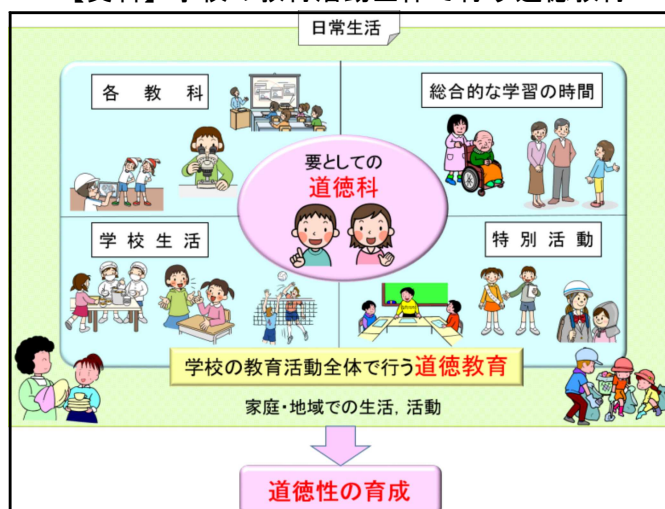 日常生活
各教科
総合的な学習の時間
要としての
道徳科
学校生活
特別活動
学校の教育活動全体で行う道徳教育
家庭・地域での生活，活動
道徳性の育成